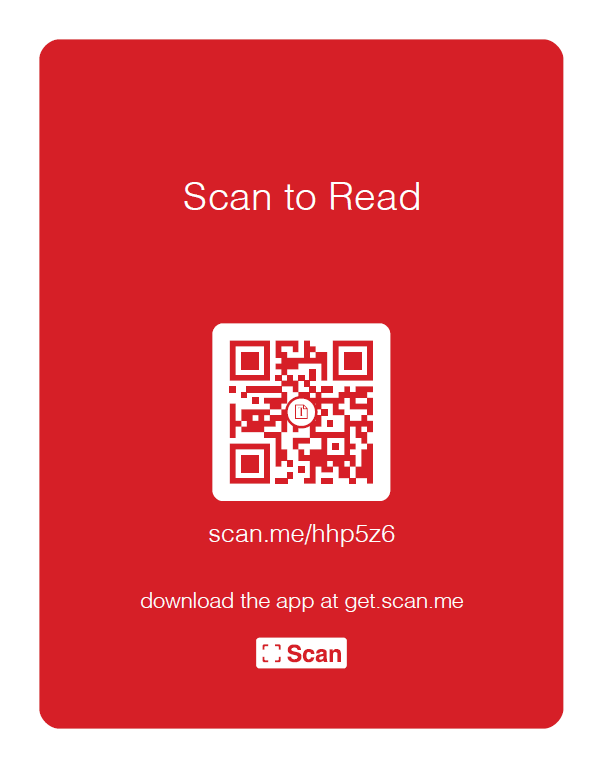 Scan to Read
scan.me/hhp5z6
download the app at get.scan.me
Scan